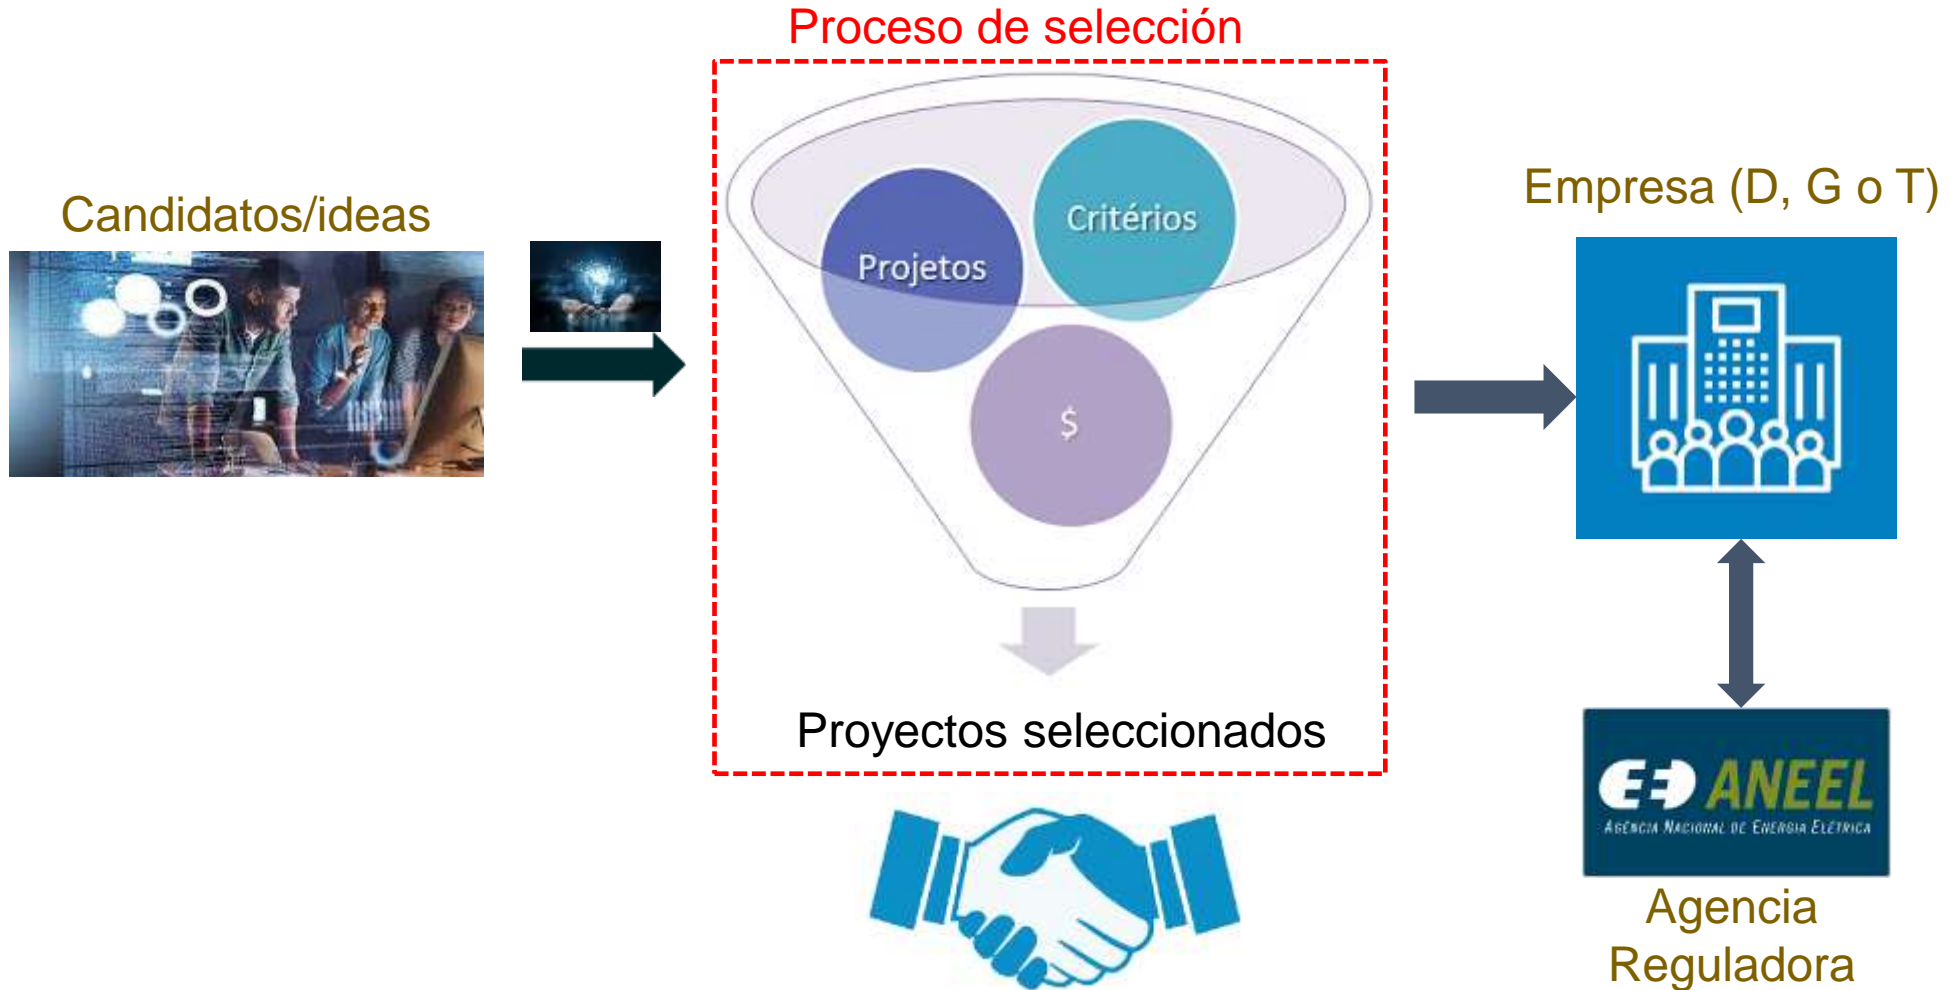 Proceso de selección
Candidatos/ideas
Projetos
Critérios
$
Proyectos seleccionados
Empresa (D, G o T)
ANEEL
AGÊNCIA NACIONAL DE ENERGIA ELÉTRICA
Agencia
Reguladora